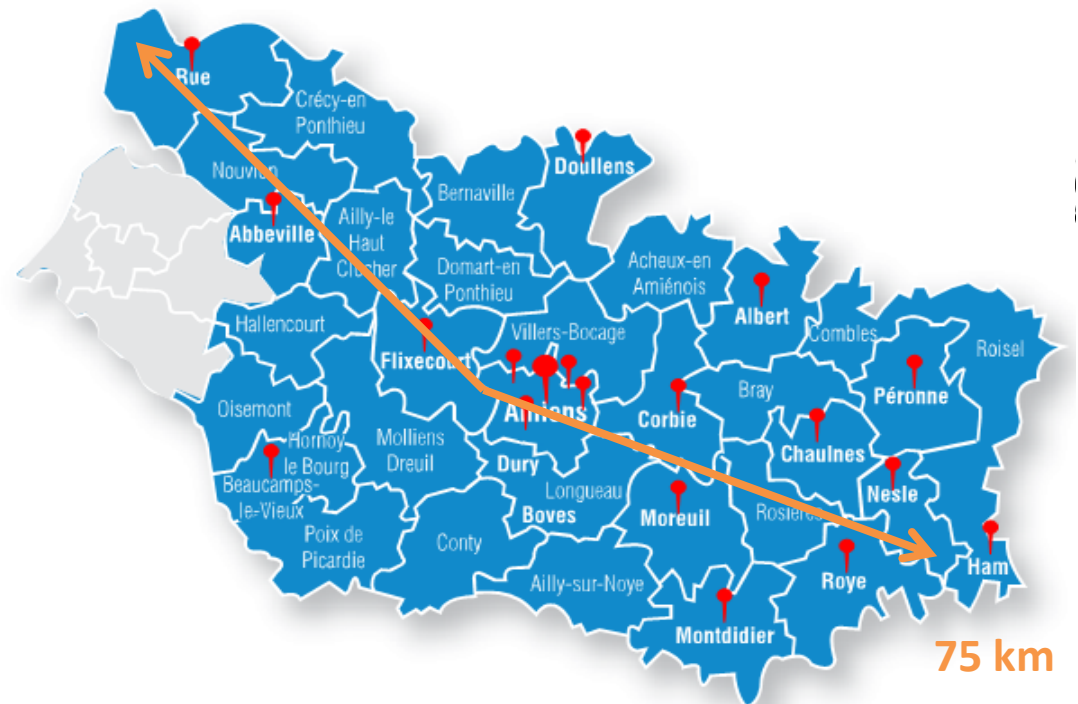 Rue
Crécy-en
Ponthieu
Nouvion
Doullens
Bernaville
Abbeville
Ailly-le
Haut
Clocher
Domart-en
Ponthieu
Acheux-en
Amiénois
Albert
Combles
Roisel
Hallencourt
Flixecourt
Villers-Bocage
Péronne
Bray
Oisemont
Amiens
Corbie
Chaulnes
Hornoy
le Bourg
Molliens
Dreuil
Dury
Nesle
Beaucamps-
le-Vieux
Longueau
Boves
Moreuil
Rosières
Poix de
Picardie
Conty
Ailly-sur-Noye
Roye
Ham
Montdidier
75 km